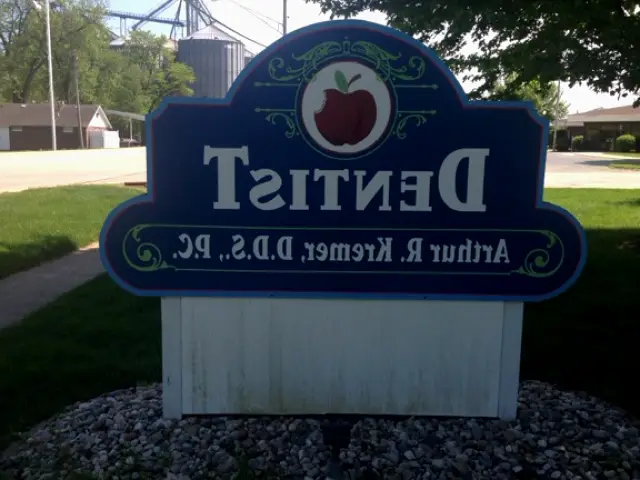 DENTIST
Arthur R. Kremer, D.D.S., P.C.